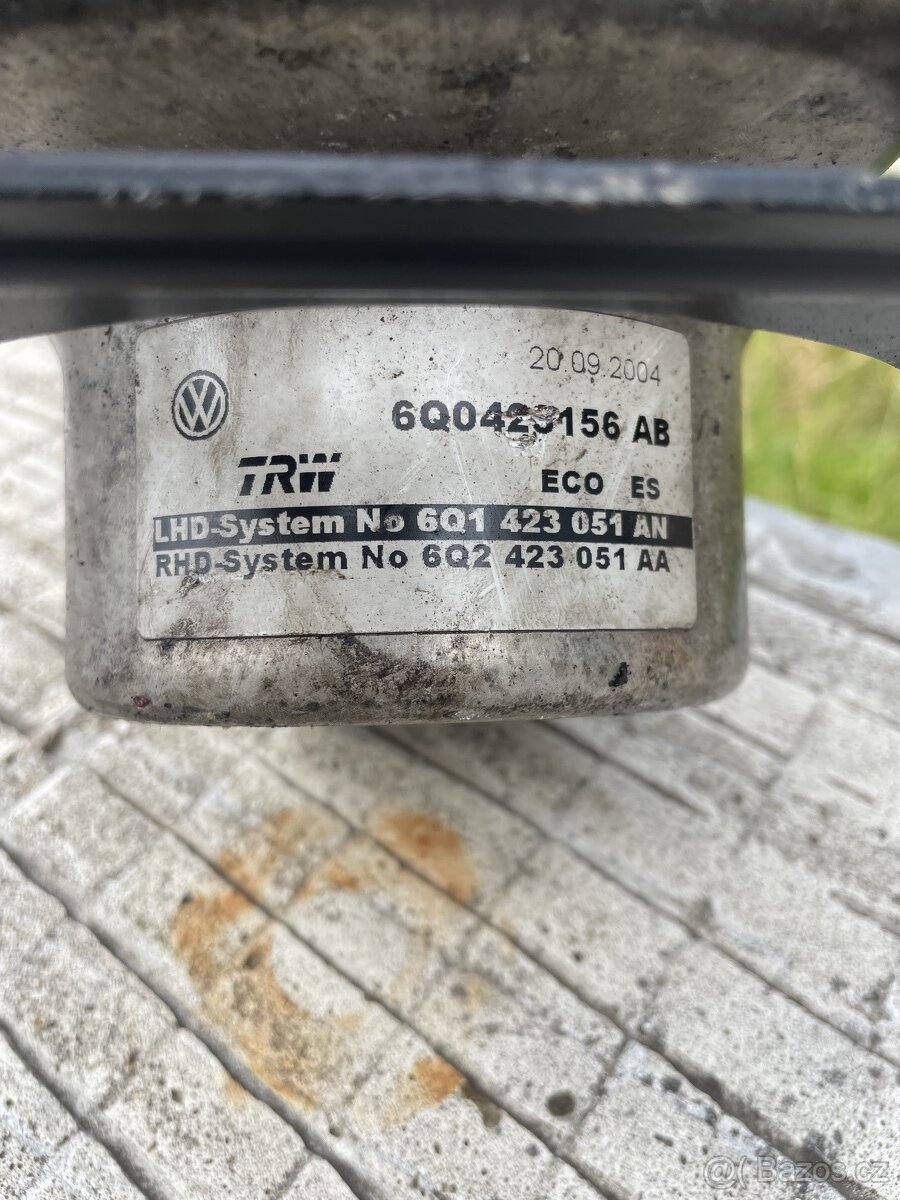 20.09.2004
6Q0423156 AB
TRW
ECO ES
LHD-System No 6Q1 423 051 AN
RHD-System No 6Q2 423 051 AA
Bazos.cz